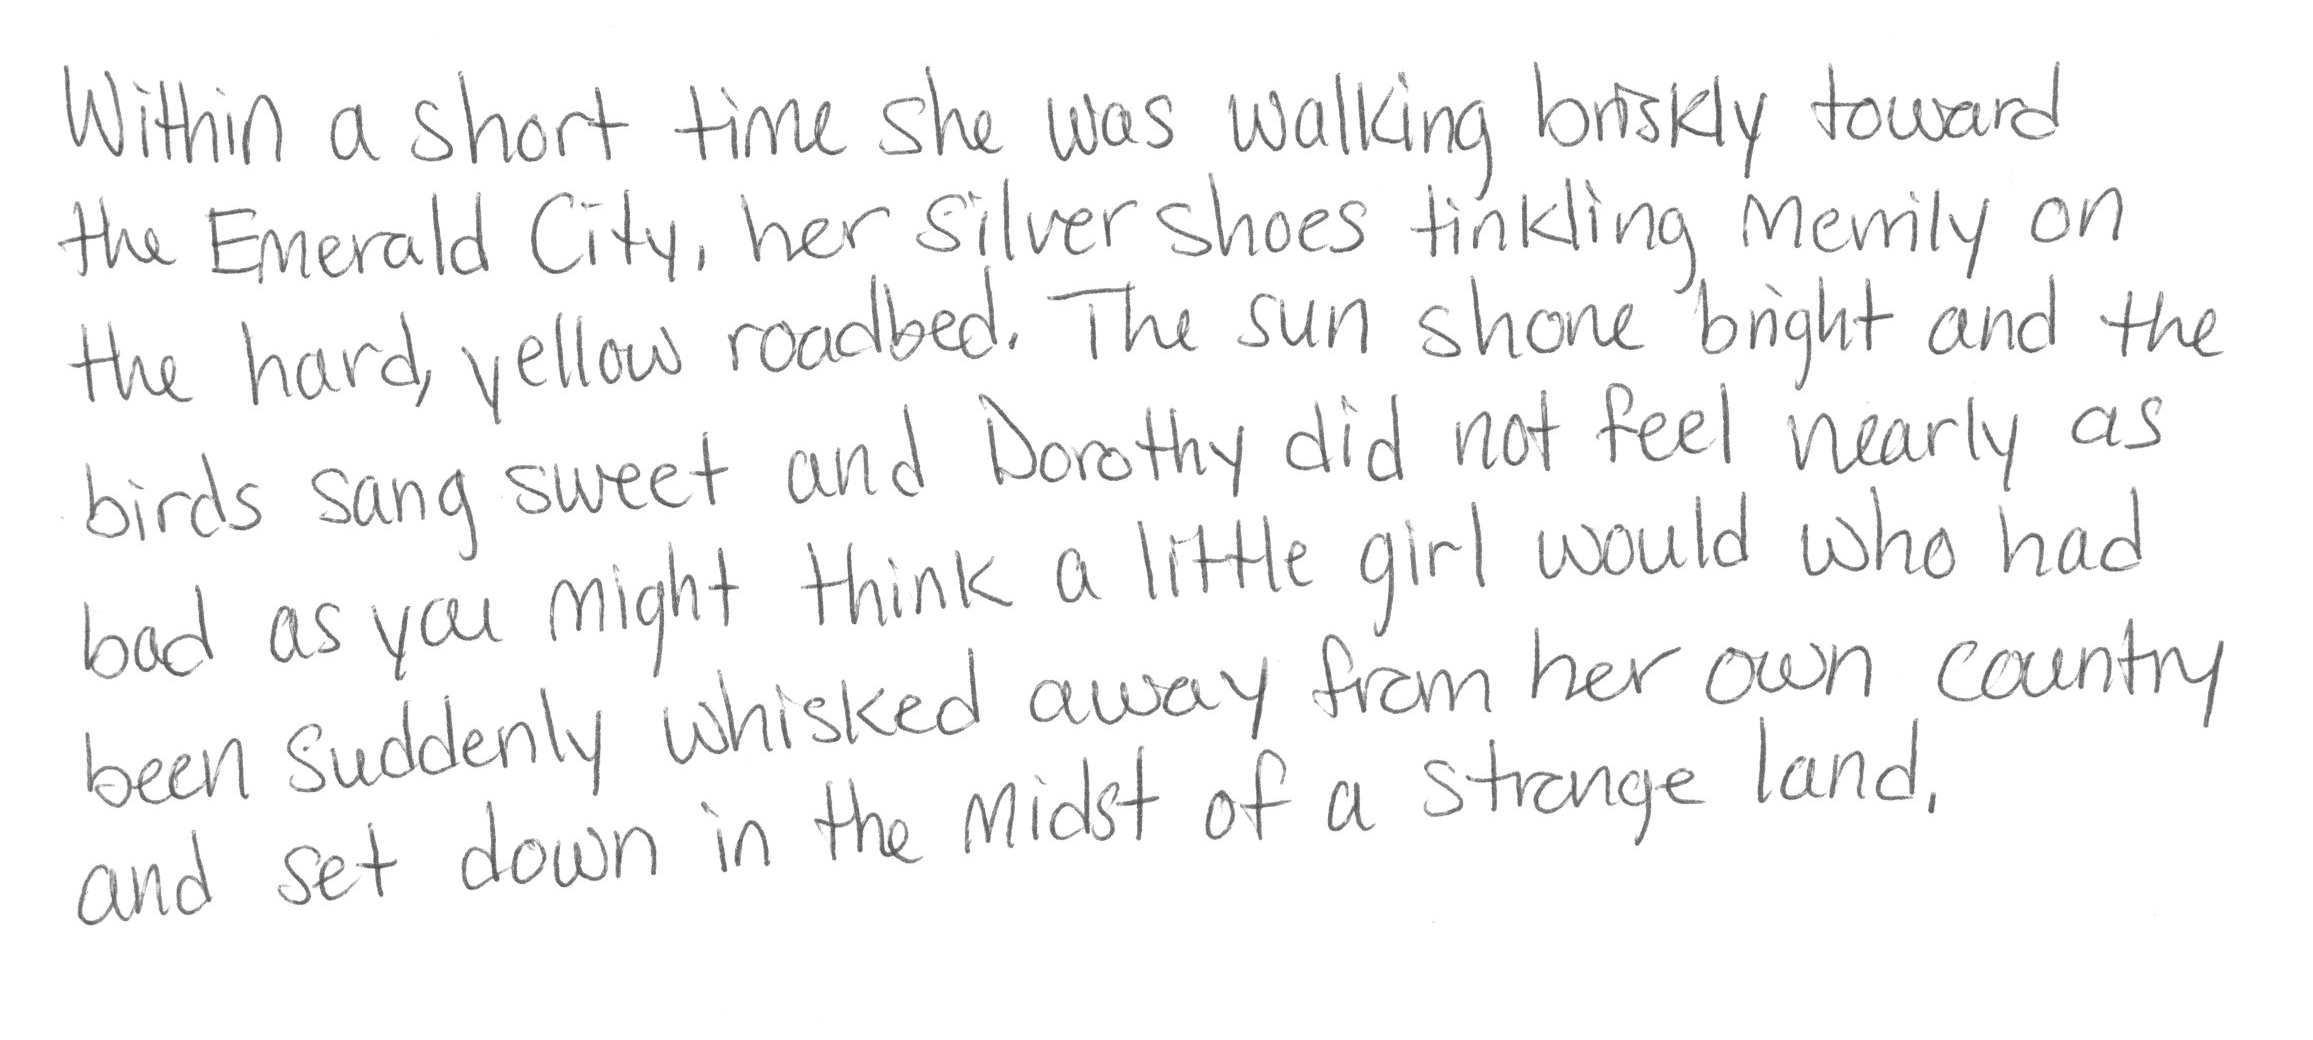 Within a short time she was walking briskly toward
the Emerald City, her silver shoes tinkling merrily on
the hard, yellow roadbed. The sun shone bright and the
birds sang sweet and Dorothy did not feel nearly as
bad as you might think a little girl would who had
been suddenly whisked away from her own country
and set down in the midst of a strange land.